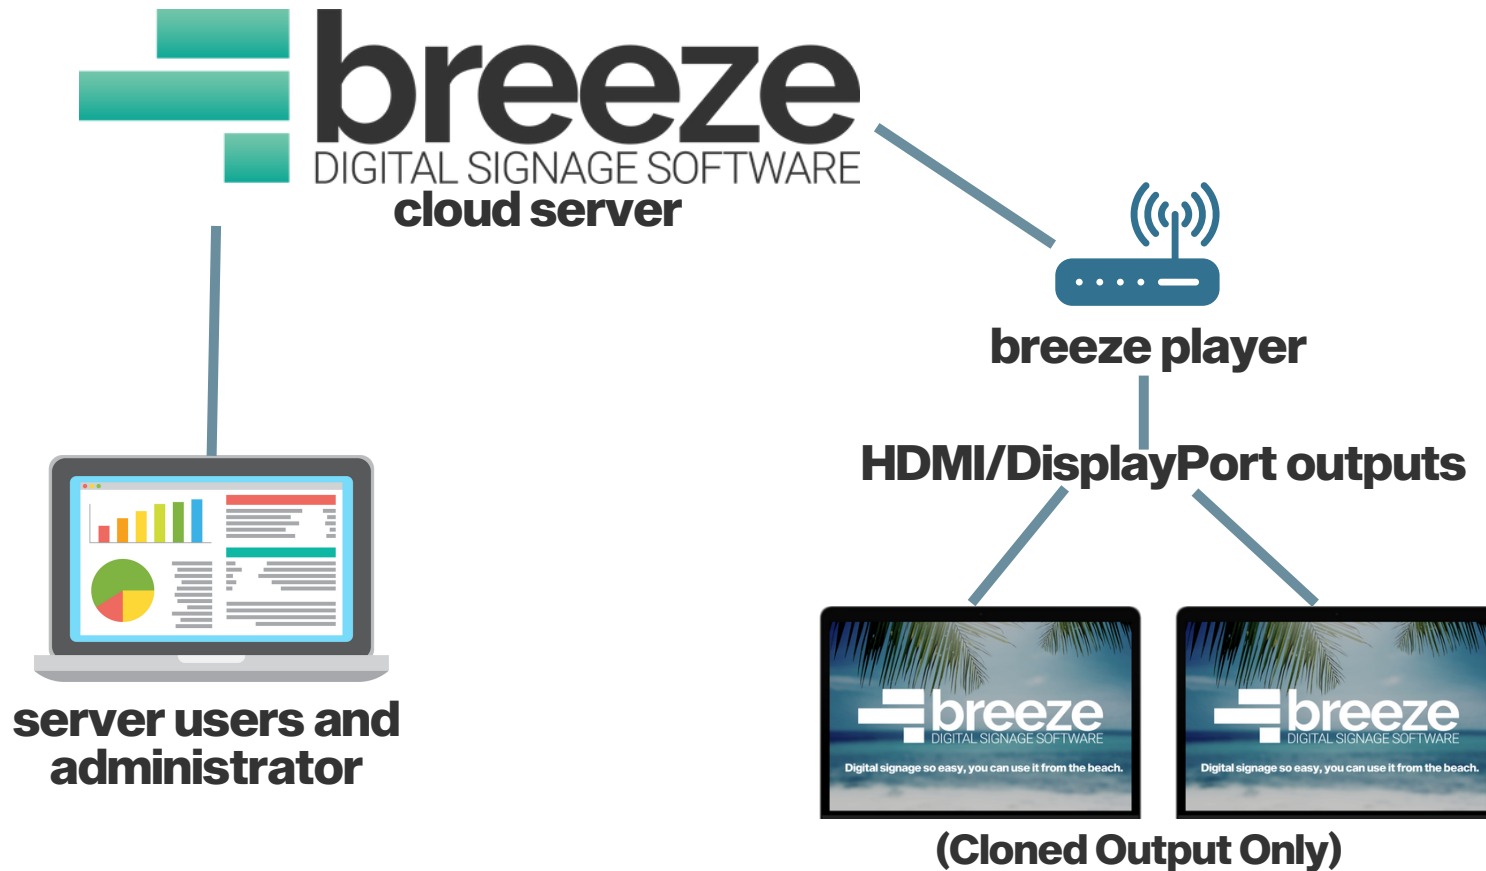 breeze
DIGITAL SIGNAGE SOFTWARE
cloud server
breeze player
HDMI/DisplayPort outputs
server users and
administrator
breeze
DIGITAL SIGNAGE SOFTWARE
Digital signage so easy, you can use it from the beach.
breeze
DIGITAL SIGNAGE SOFTWARE
Digital signage so easy, you can use it from the beach.
(Cloned Output Only)